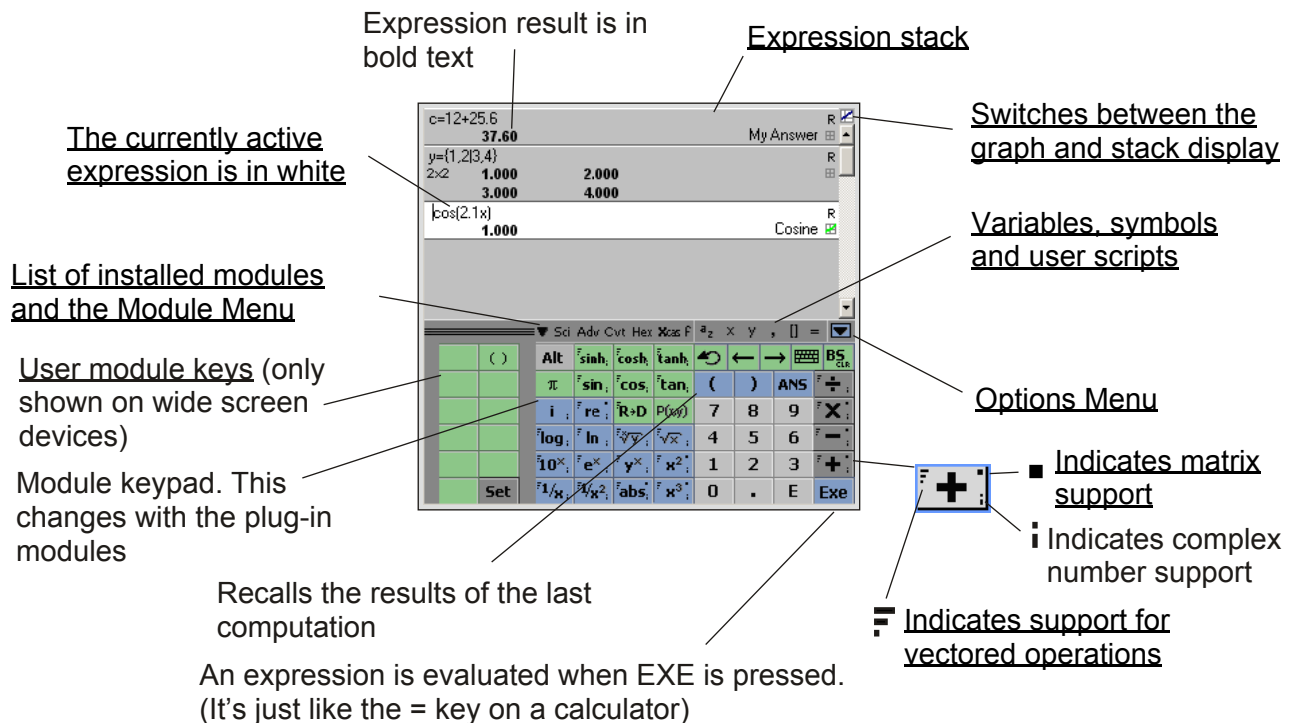 Expression result is in
bold text
Expression stack
The currently active
expression is in white
Switches between the
graph and stack display
c=12+25.6 R
37.60 My Answer
y={1,2|3,4} R
2×2 1.000 2.000
3.000 4.000
cos(2.1x) R
1.000 Cosine
Variables, symbols
and user scripts
List of installed modules
and the Module Menu
Sci Adv Cvt Hex Xcas F az x y , [] =
User module keys (only
shown on wide screen
devices)
Options Menu
( ) Alt sinh cosh tanh BS CLR
π sin cos tan ( ) ANS ÷
i re R→D P(x,y) 7 8 9 X
log ln ˣ√y √x 4 5 6 −
10ˣ eˣ yˣ x² 1 2 3 +
Set 1/x 1/x² abs x³ 0 . E Exe
Module keypad. This
changes with the plug-in
modules
+
i
Indicates matrix
support
i Indicates complex
number support
Indicates support for
vectored operations
Recalls the results of the last
computation
An expression is evaluated when EXE is pressed.
(It's just like the = key on a calculator)